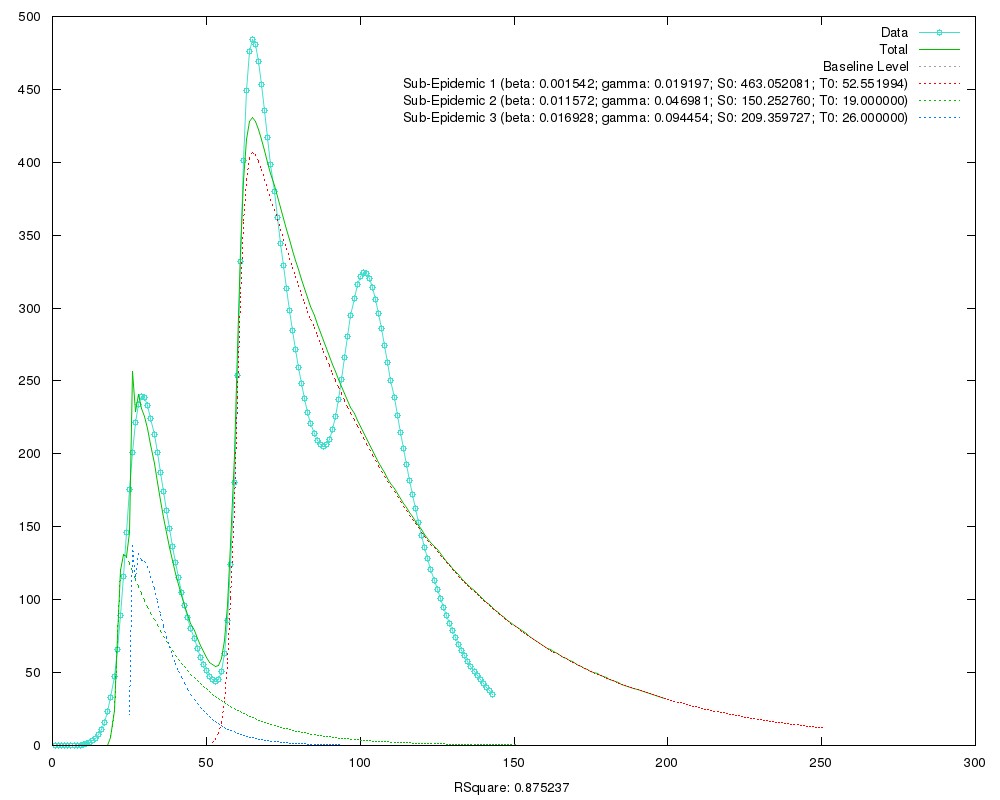 500
450
400
350
300
250
200
150
100
50
0
Data
Total
Baseline Level
Sub-Epidemic 1 (beta: 0.001542; gamma: 0.019197; S0: 463.052081; T0: 52.551994)
Sub-Epidemic 2 (beta: 0.011572; gamma: 0.046981; S0: 150.252760; T0: 19.000000)
Sub-Epidemic 3 (beta: 0.016928; gamma: 0.094454; S0: 209.359727; T0: 26.000000)
0 50 100 150 200 250 300
RSquare: 0.875237